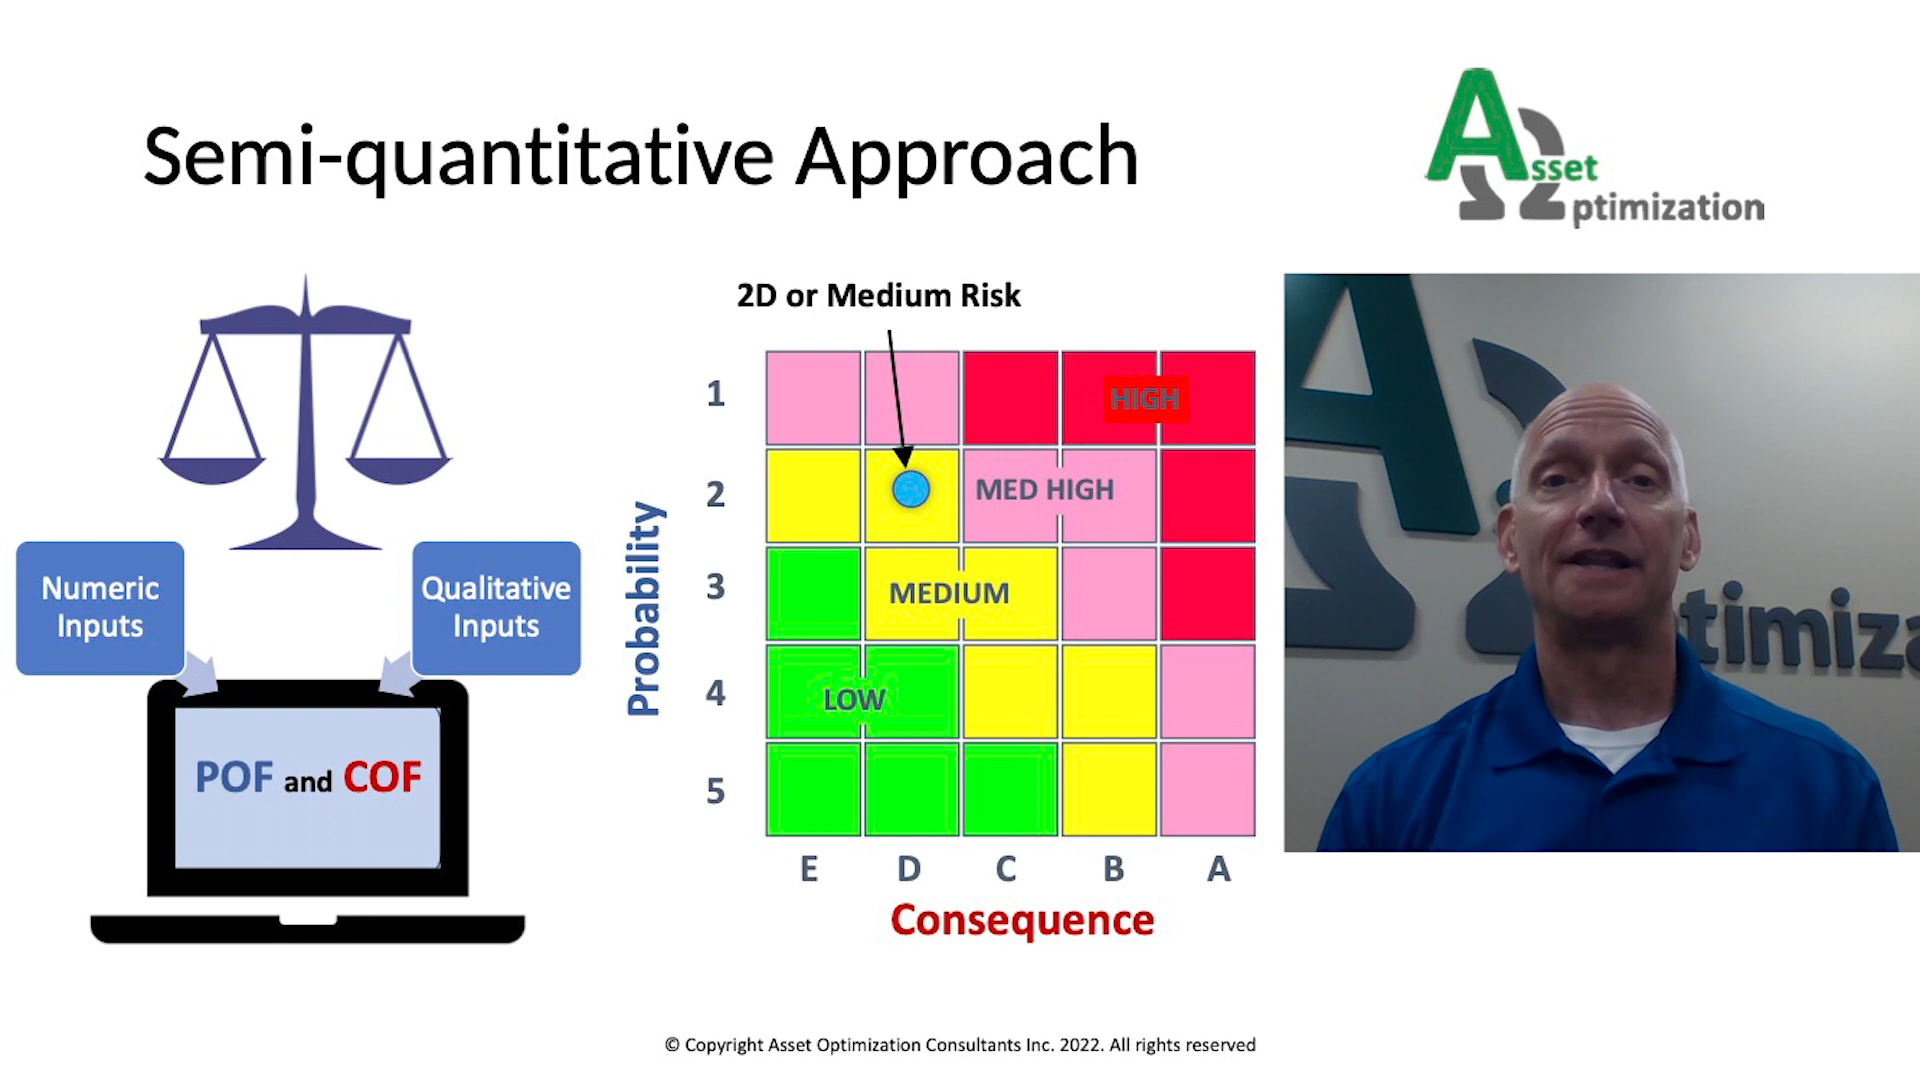 Semi-quantitative Approach
Asset
Optimization
2D or Medium Risk
Numeric
Inputs
Qualitative
Inputs
POF and COF
Probability
1
2
3
4
5
HIGH
MED HIGH
MEDIUM
LOW
E D C B A
Consequence
timiza
© Copyright Asset Optimization Consultants Inc. 2022. All rights reserved